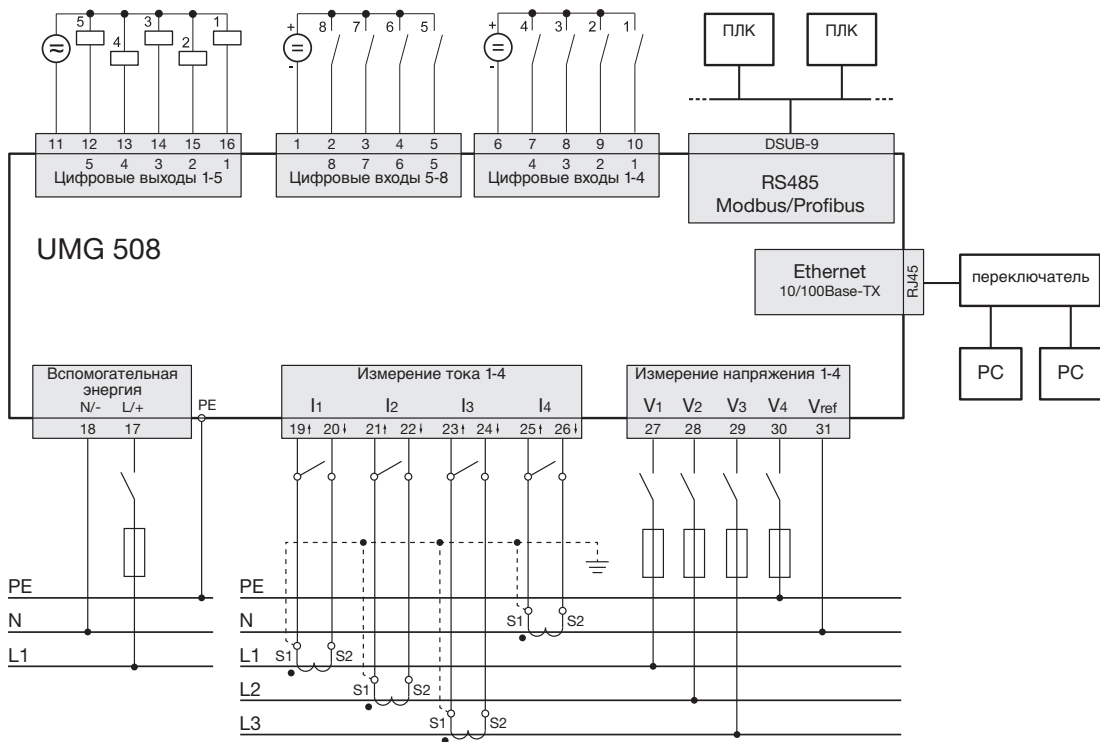 5 3 1
4 2
+ 8 7 6 5
-
+ 4 3 2 1
-
ПЛК ПЛК
11 12 13 14 15 16
5 4 3 2 1
Цифровые выходы 1-5
1 2 3 4 5
8 7 6 5
Цифровые входы 5-8
6 7 8 9 10
4 3 2 1
Цифровые входы 1-4
DSUB-9
RS485
Modbus/Profibus
UMG 508
Ethernet
10/100Base-TX
RJ45
переключатель
PC PC
Вспомогательная
энергия
N/- L/+ PE
18 17
Измерение тока 1-4
I1 I2 I3 I4
19 20 21 22 23 24 25 26
Измерение напряжения 1-4
V1 V2 V3 V4 Vref
27 28 29 30 31
PE
N
L1
PE
N
L1
L2
L3
S1 S2
S1 S2
S1 S2
S1 S2